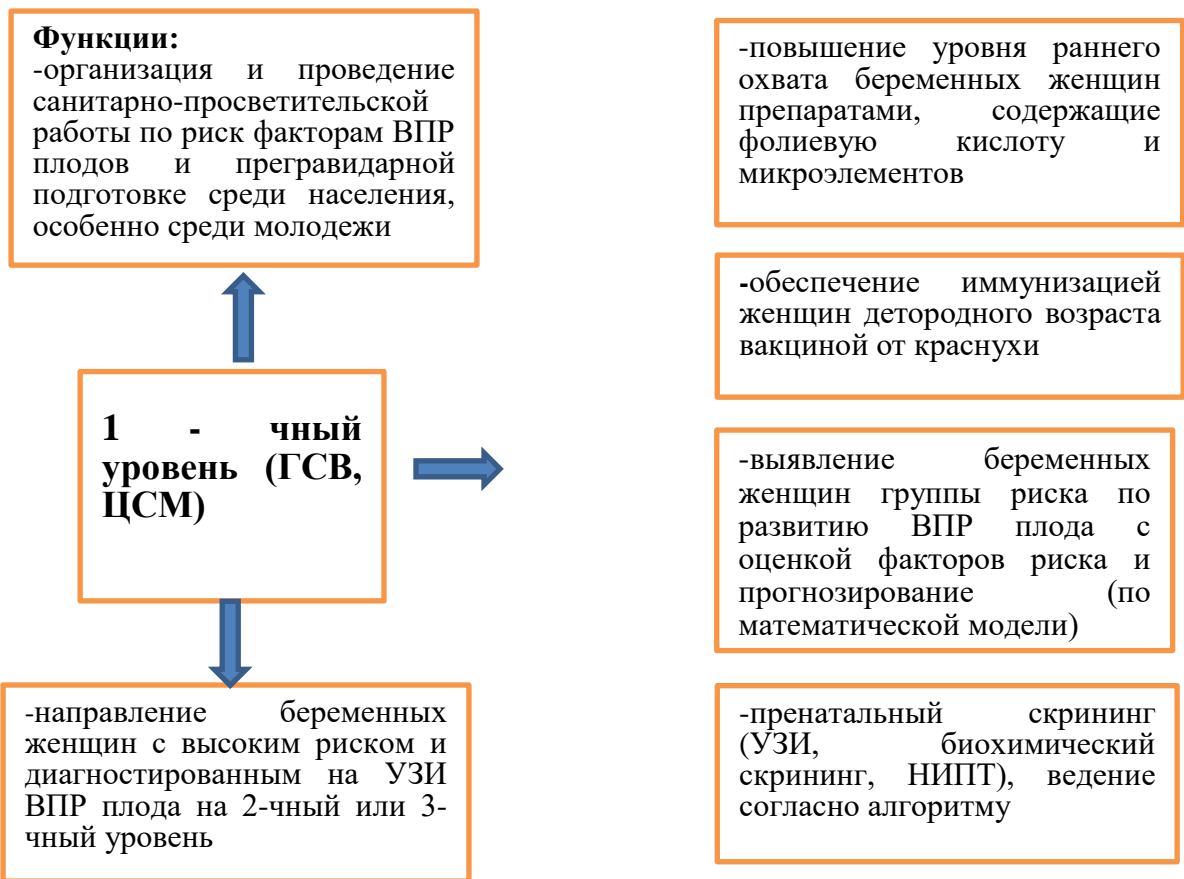 Функции:
-организация и проведение
санитарно-просветительской
работы по риск факторам ВПР
плодов и прегравидарной
подготовке среди населения,
особенно среди молодежи
1 - чный
уровень (ГСВ,
ЦСМ)
-направление беременных
женщин с высоким риском и
диагностированным на УЗИ
ВПР плода на 2-чный или 3-
чный уровень
-повышение уровня раннего
охвата беременных женщин
препаратами, содержащие
фолиевую кислоту и
микроэлементов
-обеспечение иммунизацией
женщин детородного возраста
вакциной от краснухи
-выявление беременных
женщин группы риска по
развитию ВПР плода с
оценкой факторов риска и
прогнозирование (по
математической модели)
-пренатальный скрининг
(УЗИ, биохимический
скрининг, НИПТ), ведение
согласно алгоритму